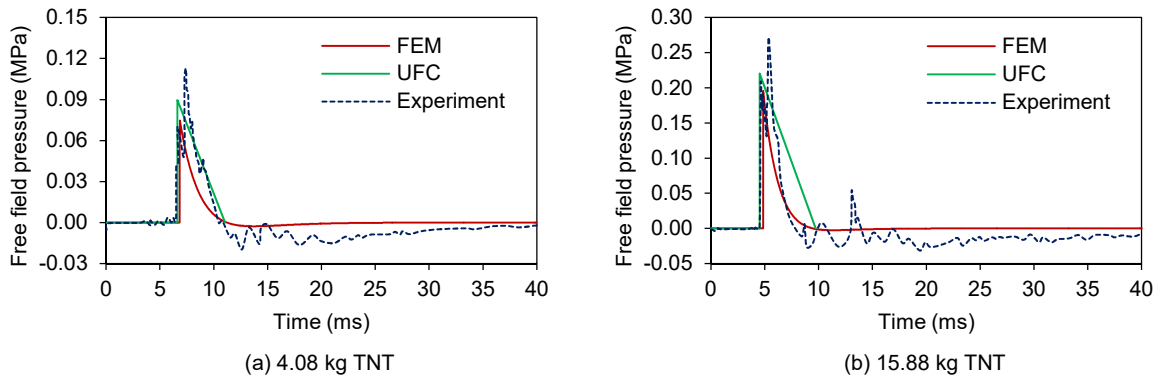 0.15
0.12
0.09
0.06
0.03
0.00
-0.03
Free field pressure (MPa)
FEM
UFC
Experiment
0 5 10 15 20 25 30 35 40
Time (ms)
(a) 4.08 kg TNT
0.30
0.25
0.20
0.15
0.10
0.05
0.00
-0.05
Free field pressure (MPa)
FEM
UFC
Experiment
0 5 10 15 20 25 30 35 40
Time (ms)
(b) 15.88 kg TNT